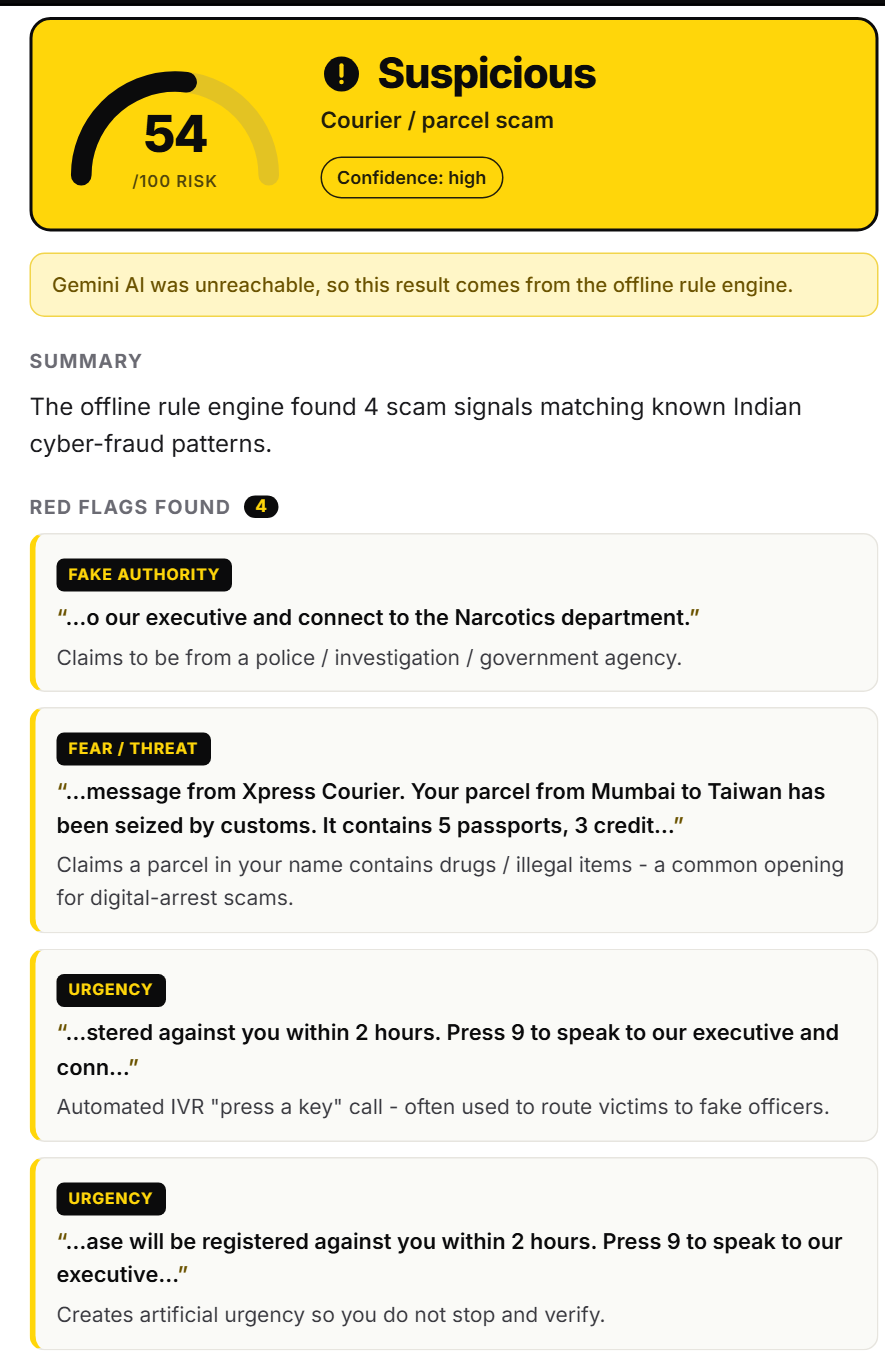 Suspicious
Courier / parcel scam
54
/100 RISK
Confidence: high
Gemini AI was unreachable, so this result comes from the offline rule engine.
SUMMARY
The offline rule engine found 4 scam signals matching known Indian
cyber-fraud patterns.
RED FLAGS FOUND 4
FAKE AUTHORITY
“…o our executive and connect to the Narcotics department.”
Claims to be from a police / investigation / government agency.
FEAR / THREAT
“…message from Xpress Courier. Your parcel from Mumbai to Taiwan has
been seized by customs. It contains 5 passports, 3 credit…”
Claims a parcel in your name contains drugs / illegal items - a common opening
for digital-arrest scams.
URGENCY
“…stered against you within 2 hours. Press 9 to speak to our executive and
conn…”
Automated IVR "press a key" call - often used to route victims to fake officers.
URGENCY
“…ase will be registered against you within 2 hours. Press 9 to speak to our
executive…”
Creates artificial urgency so you do not stop and verify.